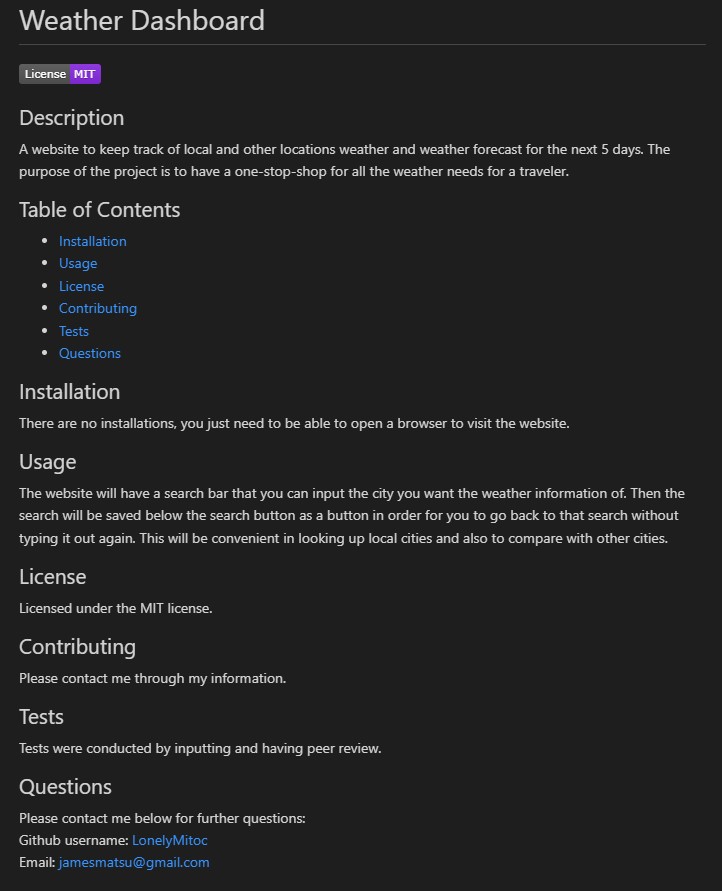 Weather Dashboard
License MIT
Description
A website to keep track of local and other locations weather and weather forecast for the next 5 days. The
purpose of the project is to have a one-stop-shop for all the weather needs for a traveler.
Table of Contents
Installation
Usage
License
Contributing
Tests
Questions
Installation
There are no installations, you just need to be able to open a browser to visit the website.
Usage
The website will have a search bar that you can input the city you want the weather information of. Then the
search will be saved below the search button as a button in order for you to go back to that search without
typing it out again. This will be convenient in looking up local cities and also to compare with other cities.
License
Licensed under the MIT license.
Contributing
Please contact me through my information.
Tests
Tests were conducted by inputting and having peer review.
Questions
Please contact me below for further questions:
Github username: LonelyMitoc
Email: jamesmatsu@gmail.com